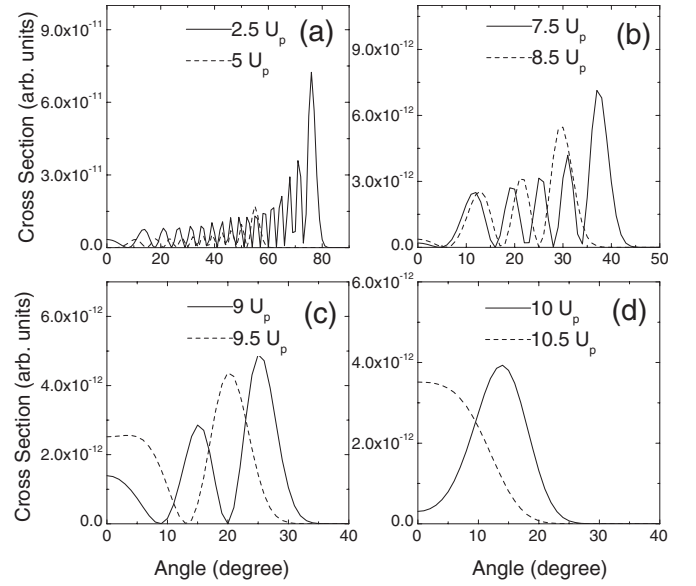 9.0x10-11
6.0x10-11
3.0x10-11
0.0
2.5 Up
5 Up
(a)
0 20 40 60 80
9.0x10-12
6.0x10-12
3.0x10-12
0.0
7.5 Up
8.5 Up
(b)
0 10 20 30 40 50
Cross Section (arb. units)
6.0x10-12
4.0x10-12
2.0x10-12
0.0
9 Up
9.5 Up
(c)
0 10 20 30 40
Angle (degree)
Cross Section (arb. units)
6.0x10-12
4.0x10-12
2.0x10-12
0.0
10 Up
10.5 Up
(d)
0 10 20 30 40
Angle (degree)